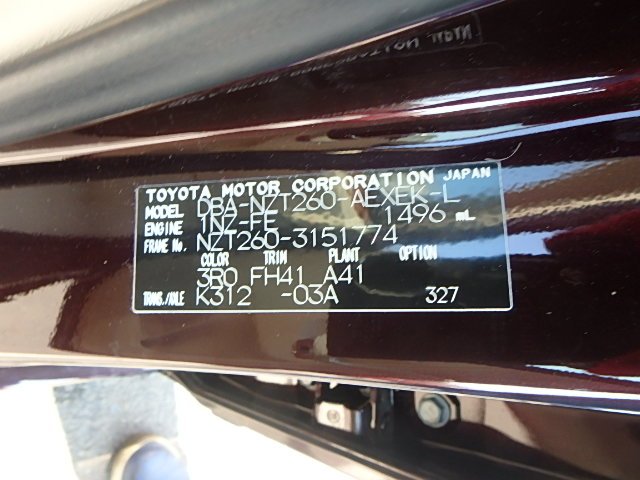 TOYOTA MOTOR CORPORATION JAPAN
MODEL DBA-NZT260-AEXEK-L
ENGINE 1NZ-FE 1496 mL
FRAME No. NZT260-3151774
COLOR TRIM PLANT OPTION
3R0 FH41 A41
TRANS./AXLE K312 -03A 327